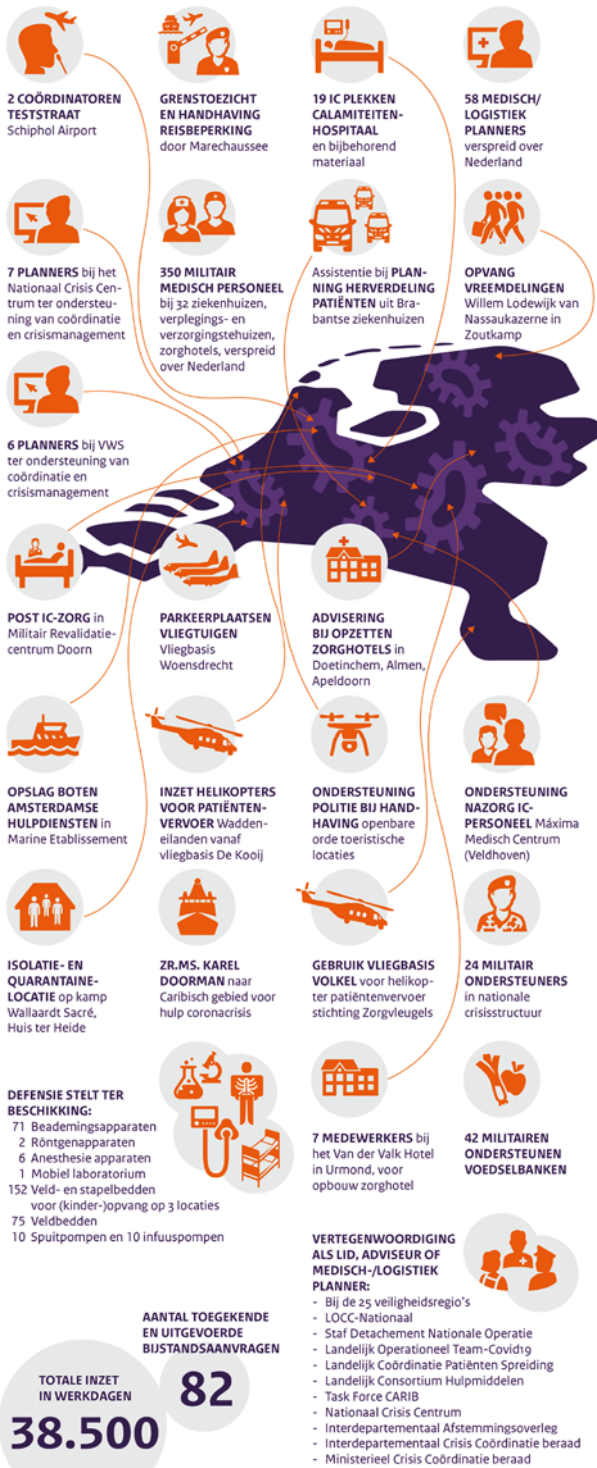 2 COÖRDINATOREN
TESTSTRAAT
Schiphol Airport
GRENSTOEZICHT
EN HANDHAVING
REISBEPERKING
door Marechaussee
19 IC PLEKKEN
CALAMITEITEN-
HOSPITAAL
en bijbehorend
materiaal
58 MEDISCH/
LOGISTIEK
PLANNERS
verspreid over
Nederland
7 PLANNERS bij het
Nationaal Crisis Cen-
trum ter ondersteu-
ning van coördinatie
en crisismanagement
350 MILITAIR
MEDISCH PERSONEEL
bij 32 ziekenhuizen,
verplegings- en
verzorgingstehuizen,
zorghotels, verspreid
over Nederland
Assistentie bij PLAN-
NING HERVERDELING
PATIËNTEN uit Bra-
bantse ziekenhuizen
OPVANG
VREEMDELINGEN
Willem Lodewijk van
Nassaukazerne in
Zoutkamp
6 PLANNERS bij VWS
ter ondersteuning van
coördinatie en
crisismanagement
POST IC-ZORG in
Militair Revalidatie-
centrum Doorn
PARKEERPLAATSEN
VLIEGTUIGEN
Vliegbasis
Woensdrecht
ADVISERING
BIJ OPZETTEN
ZORGHOTELS in
Doetinchem, Almen,
Apeldoorn
OPSLAG BOTEN
AMSTERDAMSE
HULPDIENSTEN in
Marine Etablissement
INZET HELIKOPTERS
VOOR PATIËNTEN-
VERVOER Wadden-
eilanden vanaf
vliegbasis De Kooij
ONDERSTEUNING
POLITIE BIJ HAND-
HAVING openbare
orde toeristische
locaties
ONDERSTEUNING
NAZORG IC-
PERSONEEL Máxima
Medisch Centrum
(Veldhoven)
ISOLATIE- EN
QUARANTAINE-
LOCATIE op kamp
Wallaardt Sacré,
Huis ter Heide
ZR.MS. KAREL
DOORMAN naar
Caribisch gebied voor
hulp coronacrisis
GEBRUIK VLIEGBASIS
VOLKEL voor helikop-
ter patiëntenvervoer
stichting Zorgvleugels
24 MILITAIR
ONDERSTEUNERS
in nationale
crisisstructuur
DEFENSIE STELT TER
BESCHIKKING:
71 Beademingsapparaten
2 Röntgenapparaten
6 Anesthesie apparaten
1 Mobiel laboratorium
152 Veld- en stapelbedden
voor (kinder-)opvang op 3 locaties
75 Veldbedden
10 Spuitpompen en 10 infuuspompen
7 MEDEWERKERS bij
het Van der Valk Hotel
in Urmond, voor
opbouw zorghotel
42 MILITAIREN
ONDERSTEUNEN
VOEDSELBANKEN
VERTEGENWOORDIGING
ALS LID, ADVISEUR OF
MEDISCH-/LOGISTIEK
PLANNER:
- Bij de 25 veiligheidsregio's
- LOCC-Nationaal
- Staf Detachement Nationale Operatie
- Landelijk Operationeel Team-Covid19
- Landelijk Coördinatie Patiënten Spreiding
- Landelijk Consortium Hulpmiddelen
- Task Force CARIB
- Nationaal Crisis Centrum
- Interdepartementaal Afstemmingsoverleg
- Interdepartementaal Crisis Coördinatie beraad
- Ministerieel Crisis Coördinatie beraad
AANTAL TOEGEKENDE
EN UITGEVOERDE
BIJSTANDSAANVRAGEN
82
TOTALE INZET
IN WERKDAGEN
38.500